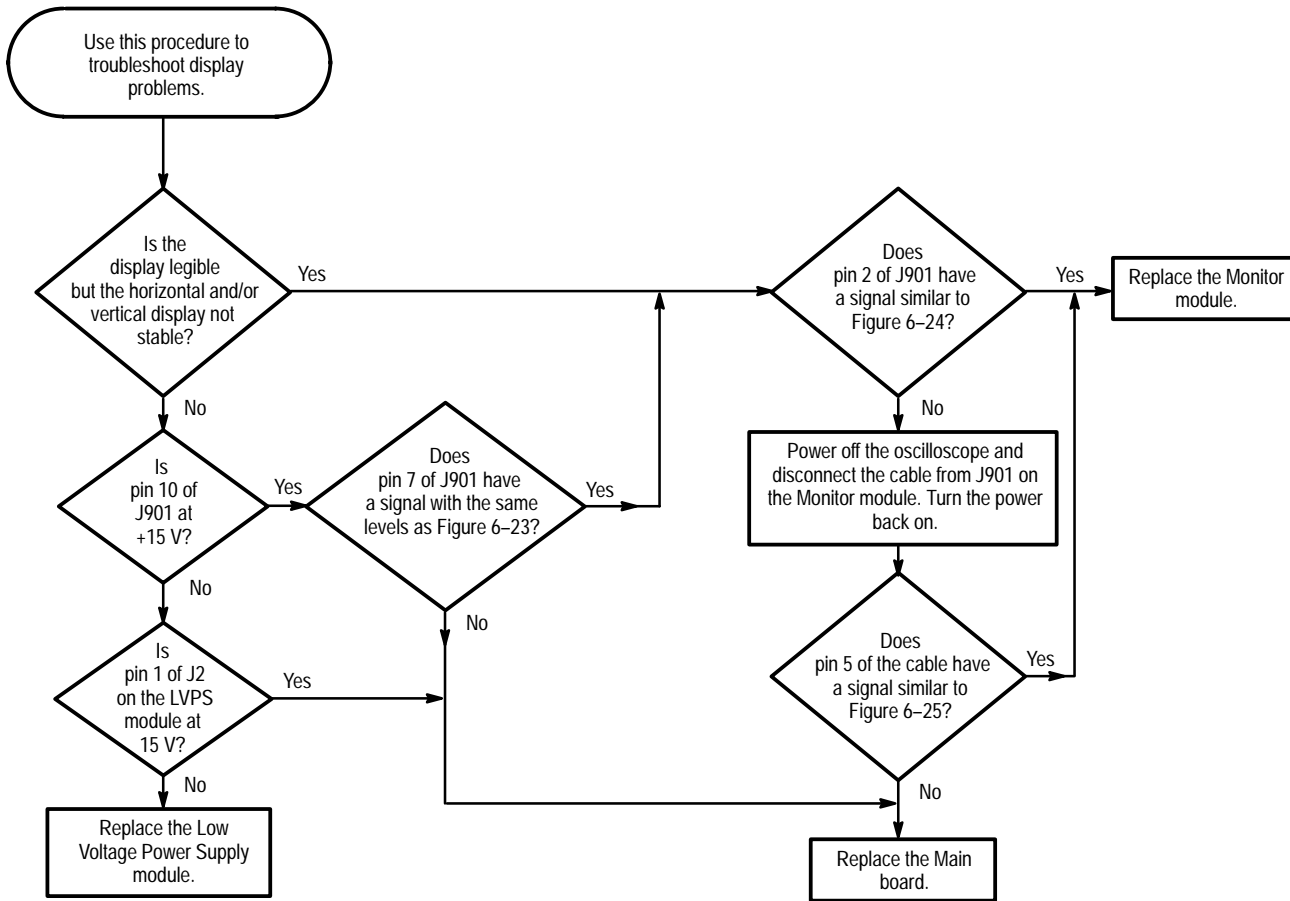 Use this procedure to
troubleshoot display
problems.
Is the
display legible
but the horizontal and/or
vertical display not
stable?
Yes
No
Does
pin 2 of J901 have
a signal similar to
Figure 6–24?
Yes
No
Replace the Monitor
module.
Is
pin 10 of
J901 at
+15 V?
Yes
No
Does
pin 7 of J901 have
a signal with the same
levels as Figure 6–23?
Yes
No
Power off the oscilloscope and
disconnect the cable from J901 on
the Monitor module. Turn the power
back on.
Is
pin 1 of J2
on the LVPS
module at
15 V?
Yes
No
Does
pin 5 of the cable have
a signal similar to
Figure 6–25?
Yes
No
Replace the Low
Voltage Power Supply
module.
Replace the Main
board.